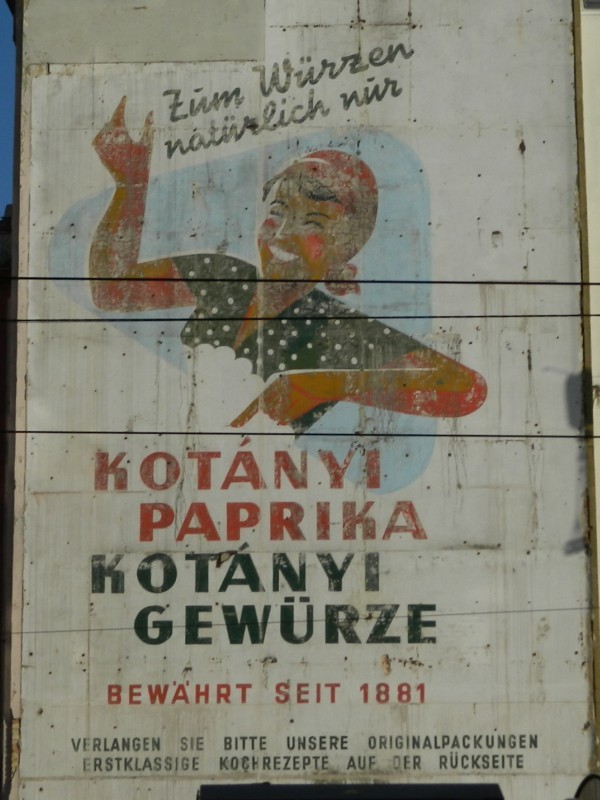 Zum Würzen
natürlich nur
KOTÁNYI
PAPRIKA
KOTÁNYI
GEWÜRZE
BEWÄHRT SEIT 1881
VERLANGEN SIE BITTE UNSERE ORIGINALPACKUNGEN
ERSTKLASSIGE KOCHREZEPTE AUF DER RÜCKSEITE